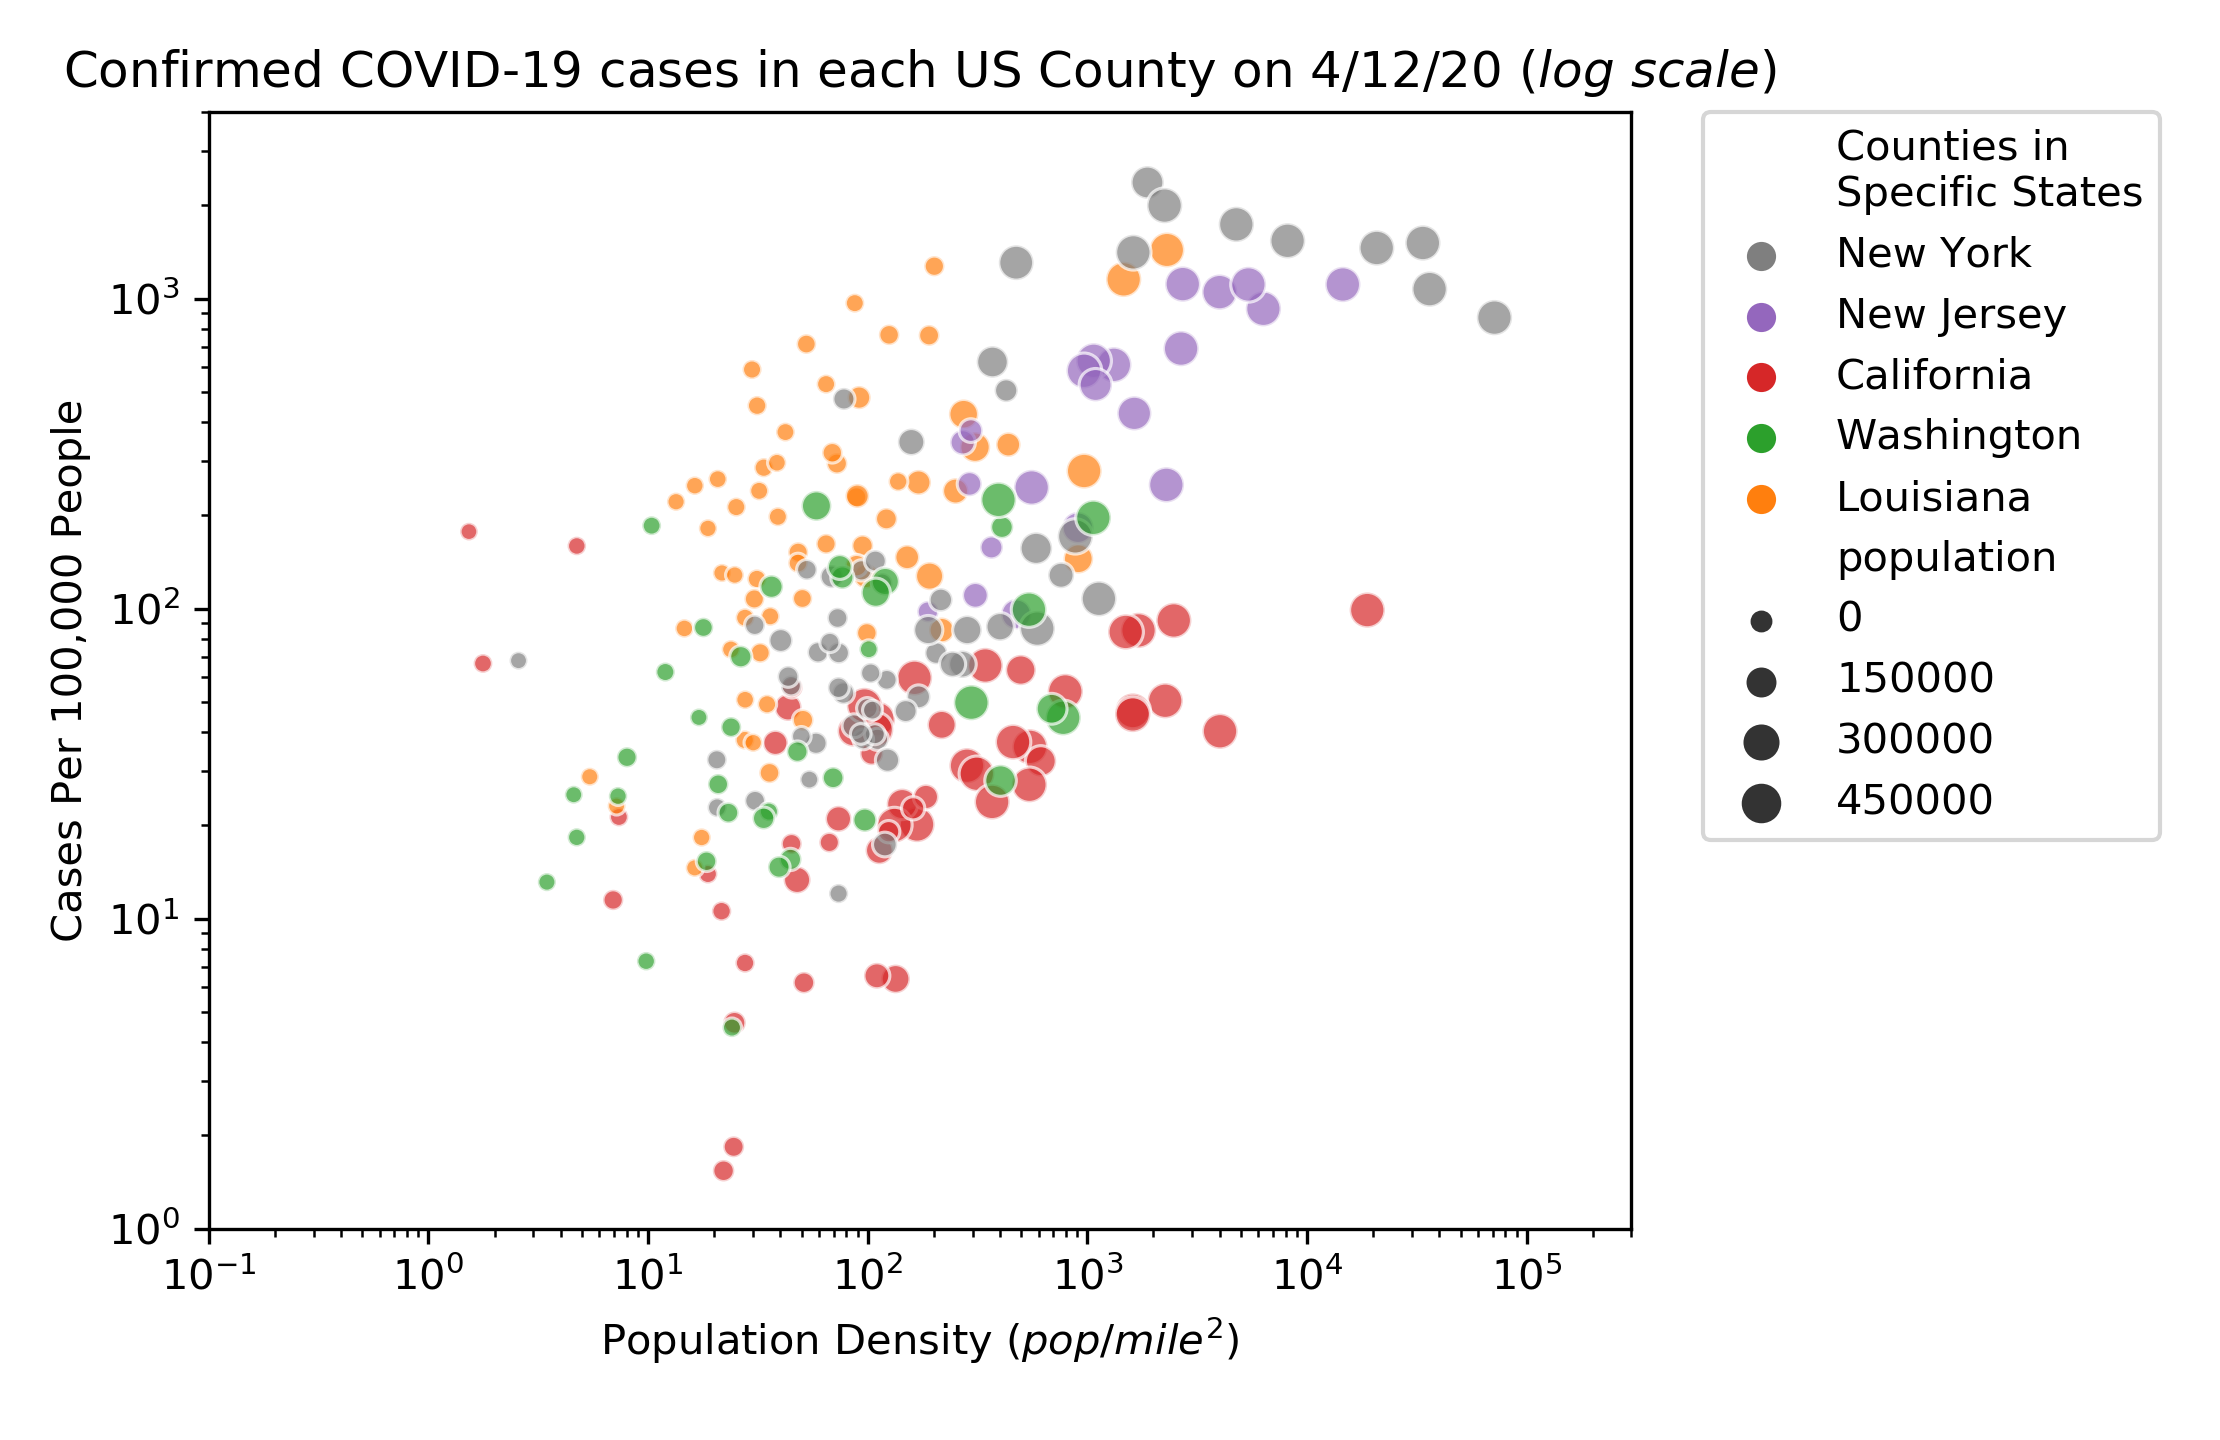 Confirmed COVID-19 cases in each US County on 4/12/20 (log scale)
Cases Per 100,000 People
10³
10²
10¹
10⁰
10⁻¹ 10⁰ 10¹ 10² 10³ 10⁴ 10⁵
Population Density (pop/mile²)
Counties in
Specific States
New York
New Jersey
California
Washington
Louisiana
population
0
150000
300000
450000